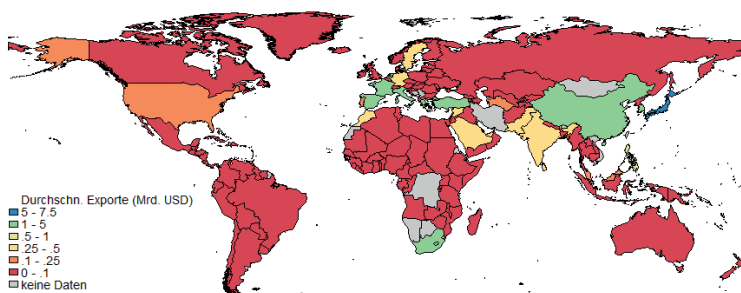 Durchschn. Exporte (Mrd. USD)
5 - 7.5
1 - 5
.5 - 1
.25 - .5
.1 - .25
0 - .1
keine Daten